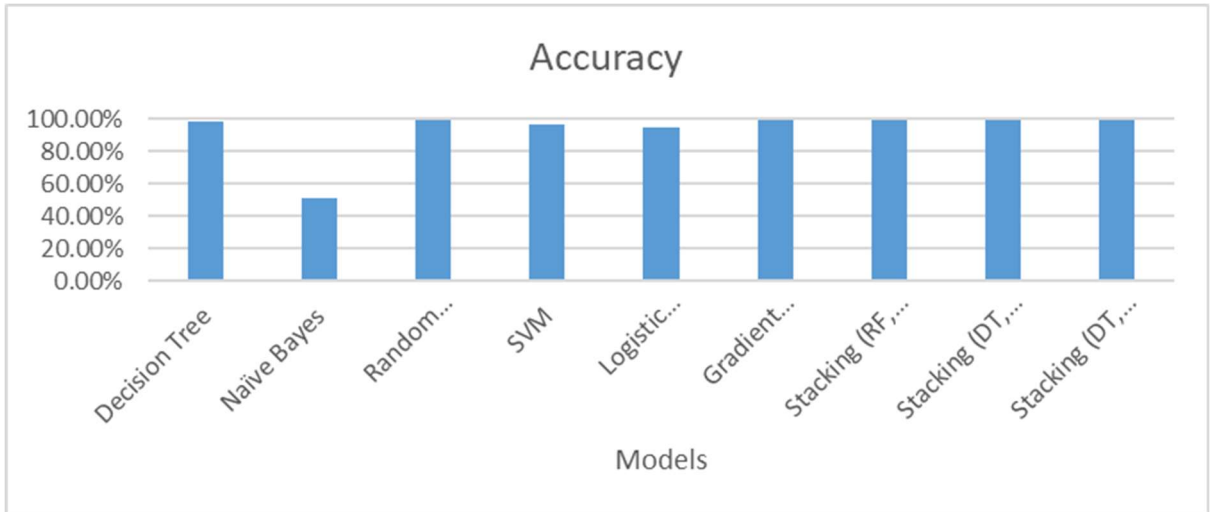 Accuracy
100.00%
80.00%
60.00%
40.00%
20.00%
0.00%
Decision Tree
Naïve Bayes
Random...
SVM
Logistic...
Gradient...
Stacking (RF,...
Stacking (DT,...
Stacking (DT,...
Models